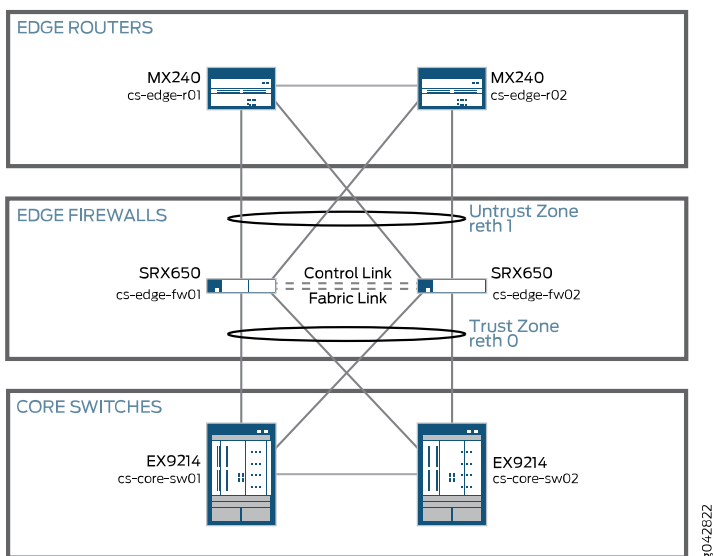 EDGE ROUTERS
MX240
cs-edge-r01
MX240
cs-edge-r02
EDGE FIREWALLS
Untrust Zone
reth 1
SRX650
cs-edge-fw01
Control Link
Fabric Link
SRX650
cs-edge-fw02
Trust Zone
reth 0
CORE SWITCHES
EX9214
cs-core-sw01
EX9214
cs-core-sw02
g042822